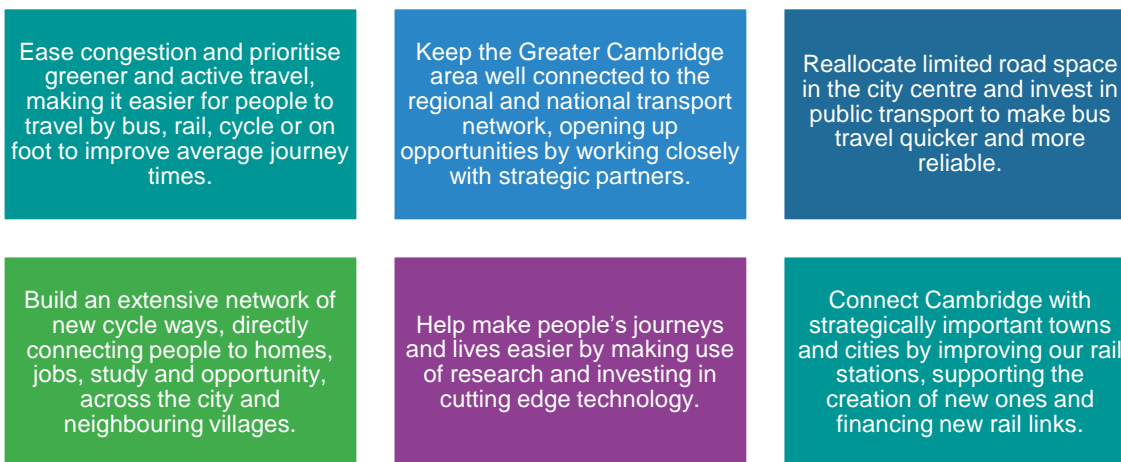 Ease congestion and prioritise
greener and active travel,
making it easier for people to
travel by bus, rail, cycle or on
foot to improve average journey
times.
Keep the Greater Cambridge
area well connected to the
regional and national transport
network, opening up
opportunities by working closely
with strategic partners.
Reallocate limited road space
in the city centre and invest in
public transport to make bus
travel quicker and more
reliable.
Build an extensive network of
new cycle ways, directly
connecting people to homes,
jobs, study and opportunity,
across the city and
neighbouring villages.
Help make people's journeys
and lives easier by making use
of research and investing in
cutting edge technology.
Connect Cambridge with
strategically important towns
and cities by improving our rail
stations, supporting the
creation of new ones and
financing new rail links.